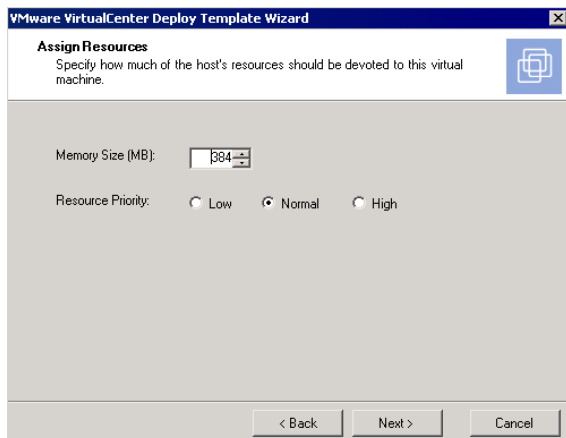 VMware VirtualCenter Deploy Template Wizard
Assign Resources
Specify how much of the host's resources should be devoted to this virtual
machine.
Memory Size (MB): 384
Resource Priority: Low Normal High
< Back Next > Cancel